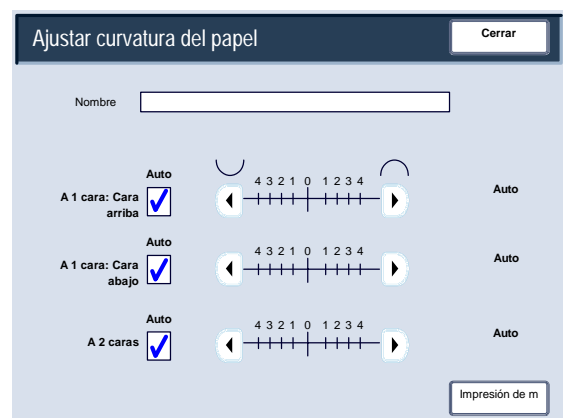 Ajustar curvatura del papel
Cerrar
Nombre
Auto
A 1 cara: Cara
arriba
4 3 2 1 0 1 2 3 4
Auto
Auto
A 1 cara: Cara
abajo
4 3 2 1 0 1 2 3 4
Auto
Auto
A 2 caras
4 3 2 1 0 1 2 3 4
Auto
Impresión de m